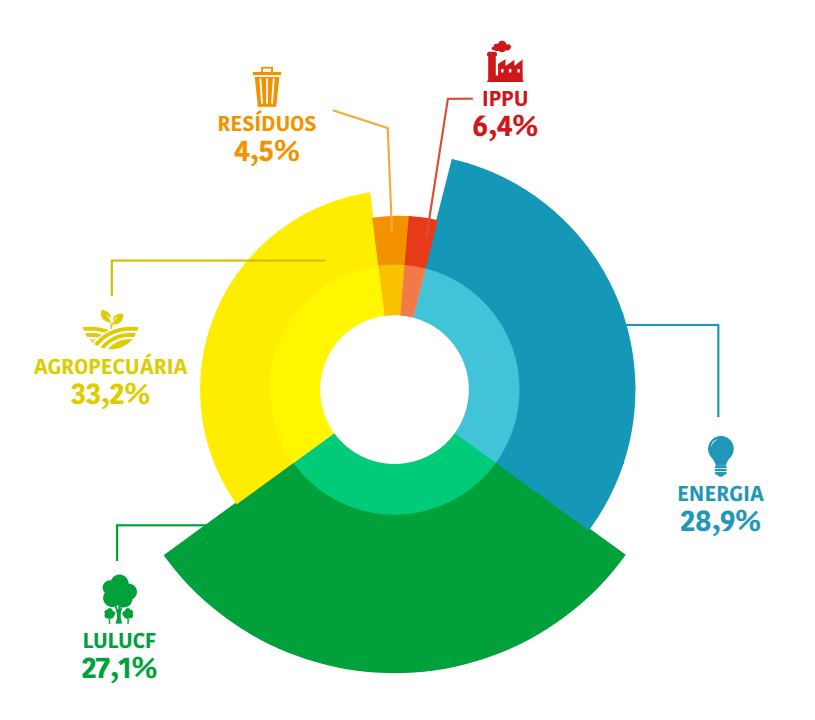 RESÍDUOS
4,5%
IPPU
6,4%
AGROPECUÁRIA
33,2%
ENERGIA
28,9%
LULUCF
27,1%